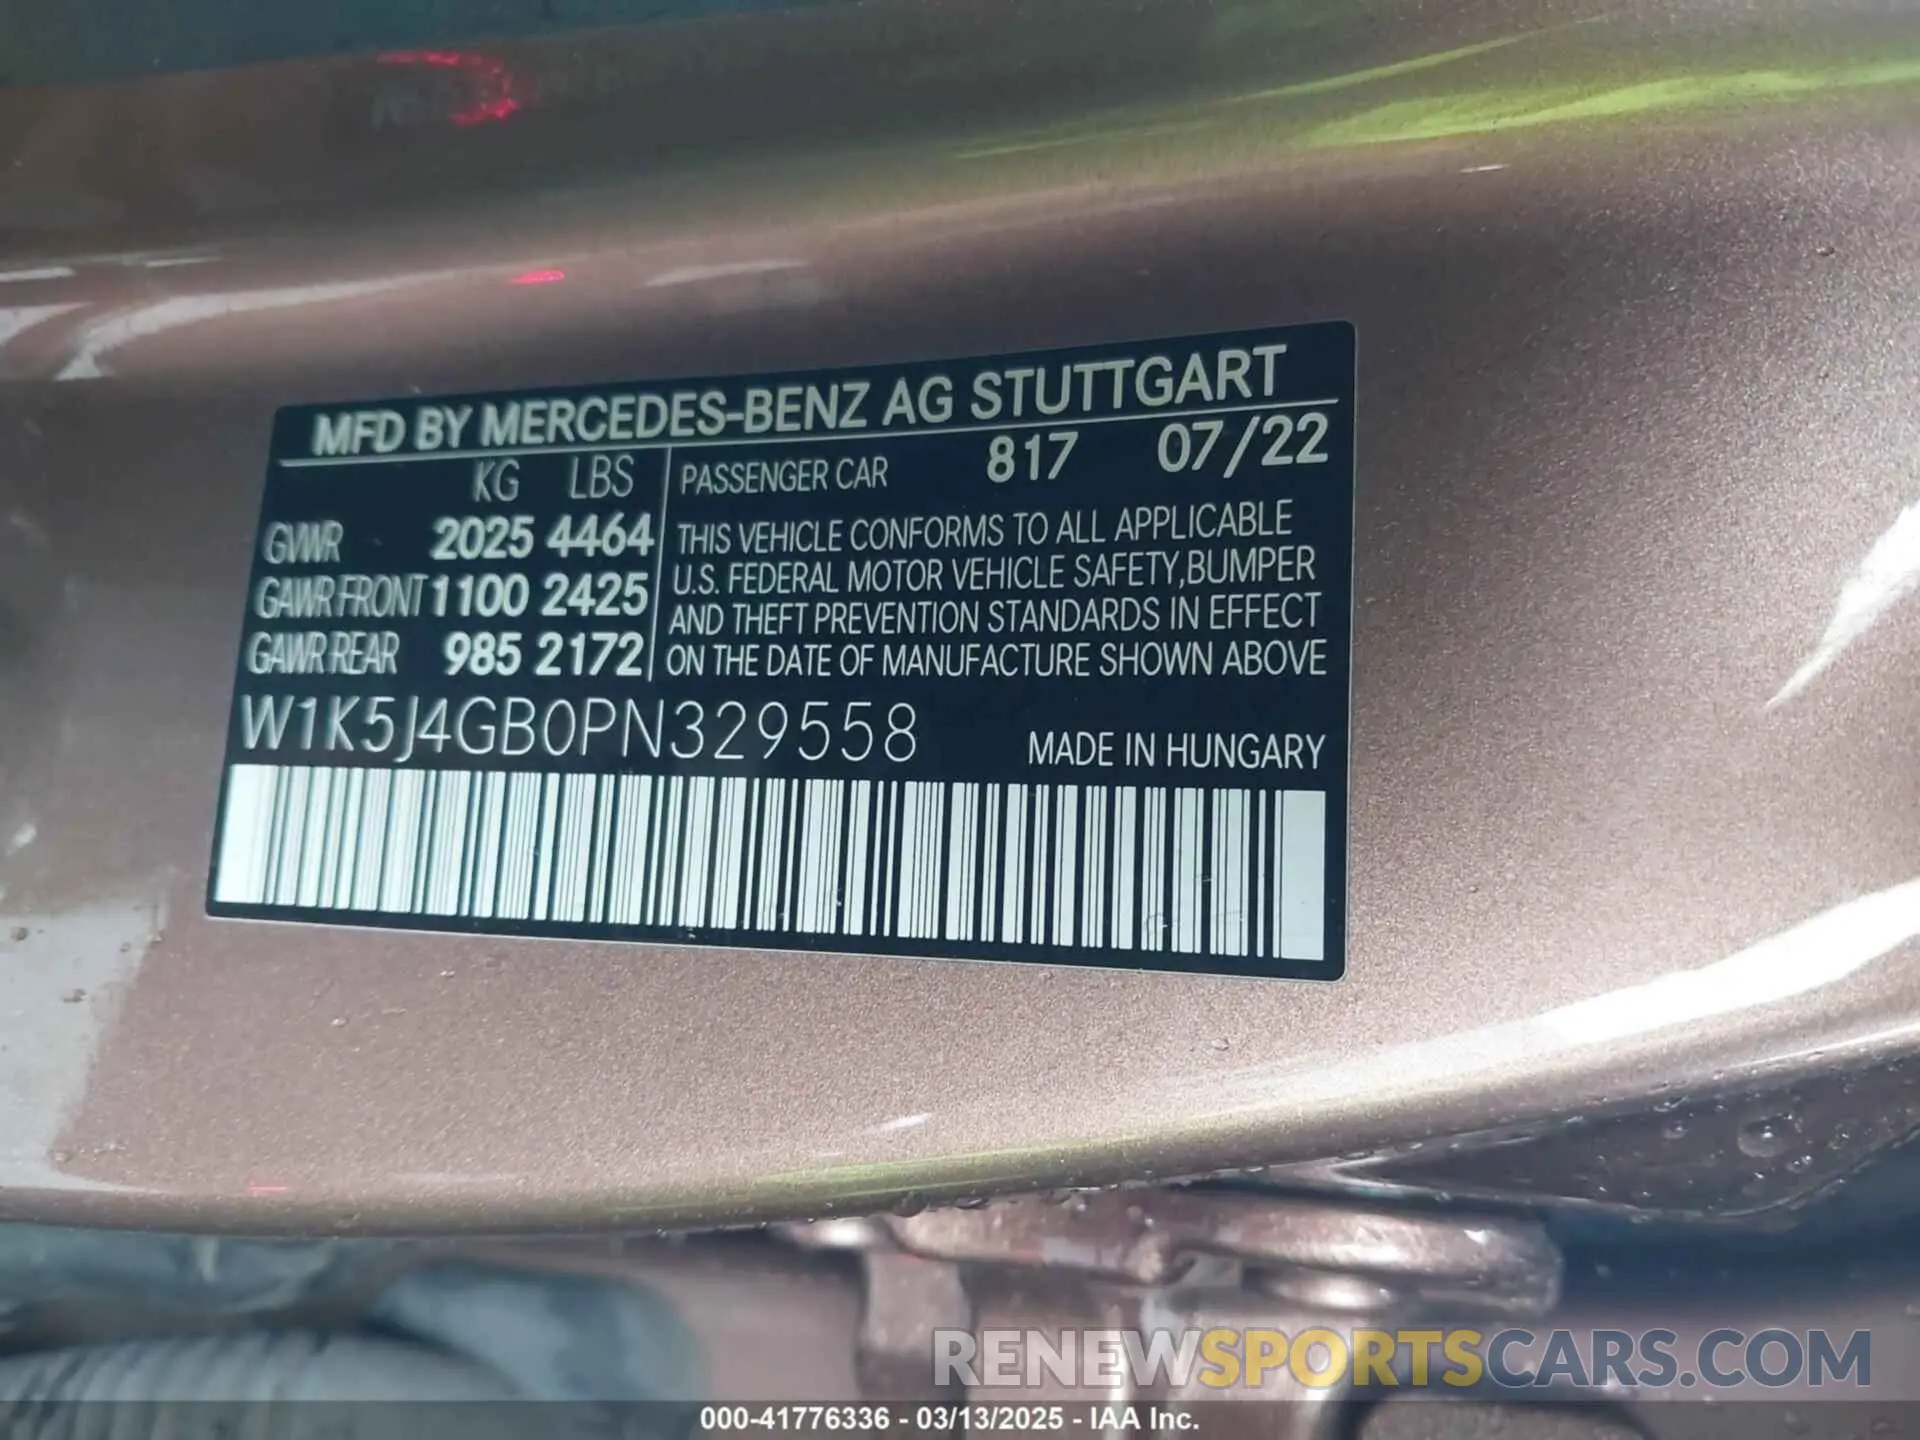 MFD BY MERCEDES-BENZ AG STUTTGART
KG LBS
GVWR 2025 4464
GAWR FRONT 1100 2425
GAWR REAR 985 2172
PASSENGER CAR 817 07/22
THIS VEHICLE CONFORMS TO ALL APPLICABLE
U.S. FEDERAL MOTOR VEHICLE SAFETY,BUMPER
AND THEFT PREVENTION STANDARDS IN EFFECT
ON THE DATE OF MANUFACTURE SHOWN ABOVE
W1K5J4GB0PN329558
MADE IN HUNGARY
RENEWSPORTSCARS.COM
000-41776336 - 03/13/2025 - IAA Inc.